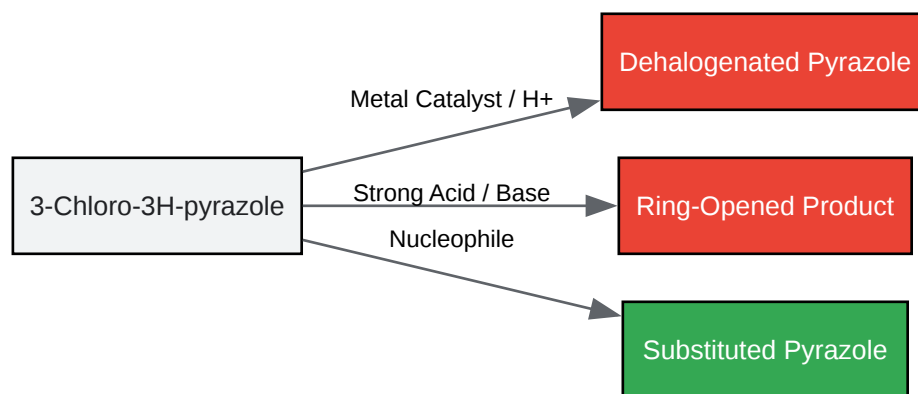 Dehalogenated Pyrazole
Metal Catalyst / H+
3-Chloro-3H-pyrazole
Strong Acid / Base
Ring-Opened Product
Nucleophile
Substituted Pyrazole